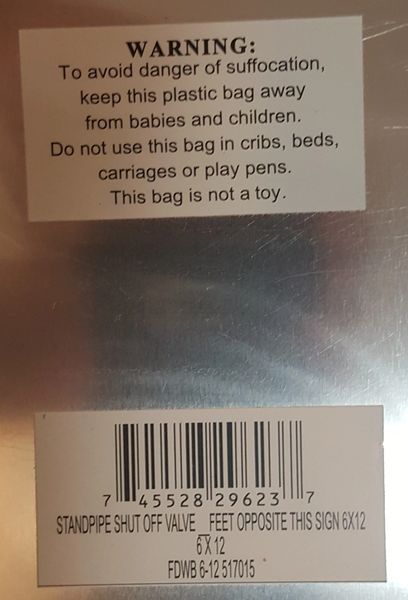 WARNING:
To avoid danger of suffocation,
keep this plastic bag away
from babies and children.
Do not use this bag in cribs, beds,
carriages or play pens.
This bag is not a toy.
7 45528 29623 7
STANDPIPE SHUT OFF VALVE __ FEET OPPOSITE THIS SIGN 6X12
6 X 12
FDWB 6-12 517015